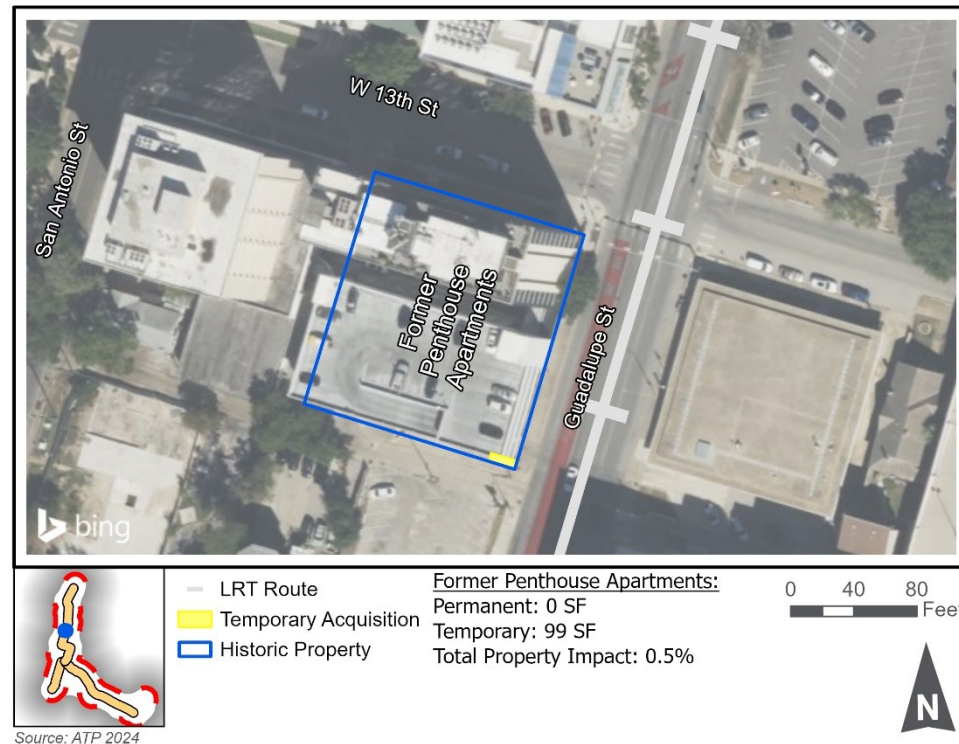 W 13th St
San Antonio St
Former
Penthouse
Apartments
Guadalupe St
bing
LRT Route
Temporary Acquisition
Historic Property
Former Penthouse Apartments:
Permanent: 0 SF
Temporary: 99 SF
Total Property Impact: 0.5%
0 40 80
Feet
N
Source: ATP 2024